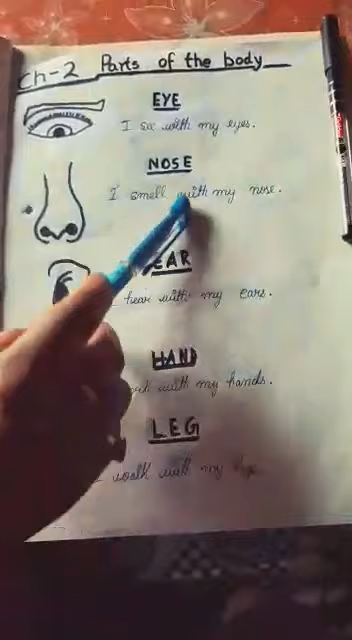 Ch-2 Parts of the body
EYE
I see with my eyes.
NOSE
I smell with my nose.
EAR
hear with my ears.
HAND
with my hands.
LEG
I walk with my legs.